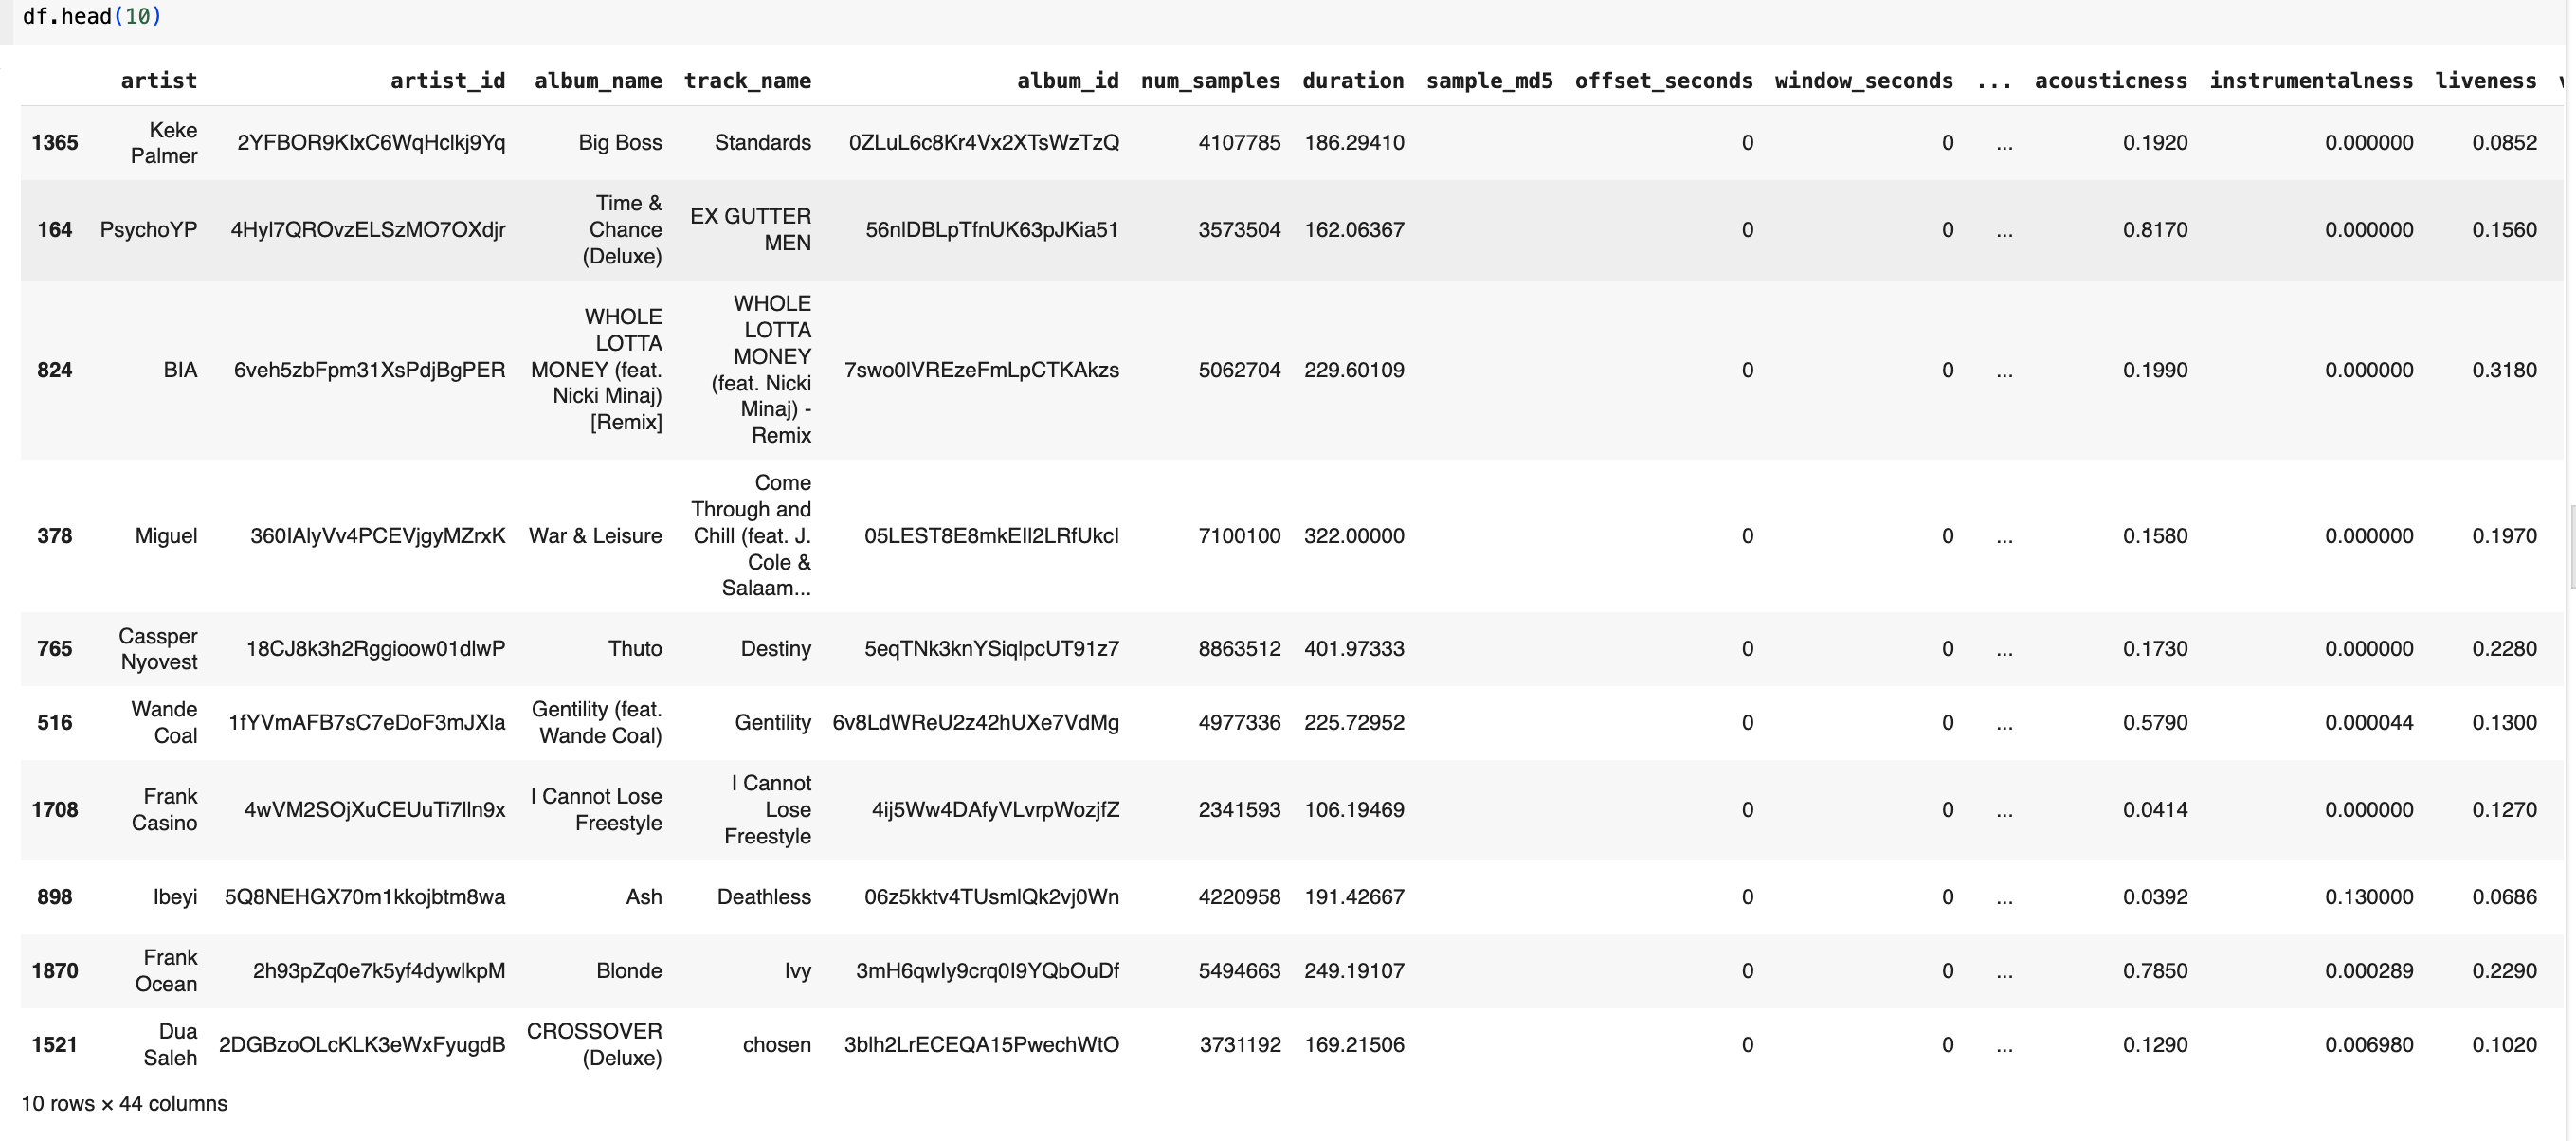 df.head(10)
artist artist_id album_name track_name album_id num_samples duration sample_md5 offset_seconds window_seconds ... acousticness instrumentalness liveness
1365 Keke Palmer 2YFBOR9KIxC6WqHclkj9Yq Big Boss Standards 0ZLuL6c8Kr4Vx2XTsWzTzQ 4107785 186.29410 0 0 ... 0.1920 0.000000 0.0852
164 PsychoYP 4Hyl7QROvzELSzMO7OXdjr Time & Chance (Deluxe) EX GUTTER MEN 56nlDBLpTfnUK63pJKia51 3573504 162.06367 0 0 ... 0.8170 0.000000 0.1560
824 BIA 6veh5zbFpm31XsPdjBgPER WHOLE LOTTA MONEY (feat. Nicki Minaj) [Remix] WHOLE LOTTA MONEY (feat. Nicki Minaj) - Remix 7swo0lVREzeFmLpCTKAkzs 5062704 229.60109 0 0 ... 0.1990 0.000000 0.3180
378 Miguel 360IAlyVv4PCEVjgyMZrxK War & Leisure Come Through and Chill (feat. J. Cole & Salaam... 05LEST8E8mkEIl2LRfUkcI 7100100 322.00000 0 0 ... 0.1580 0.000000 0.1970
765 Cassper Nyovest 18CJ8k3h2Rggioow01dlwP Thuto Destiny 5eqTNk3knYSiqlpcUT91z7 8863512 401.97333 0 0 ... 0.1730 0.000000 0.2280
516 Wande Coal 1fYVmAFB7sC7eDoF3mJXla Gentility (feat. Wande Coal) Gentility 6v8LdWReU2z42hUXe7VdMg 4977336 225.72952 0 0 ... 0.5790 0.000044 0.1300
1708 Frank Casino 4wVM2SOjXuCEUuTi7lln9x I Cannot Lose Freestyle I Cannot Lose Freestyle 4ij5Ww4DAfyVLvrpWozjfZ 2341593 106.19469 0 0 ... 0.0414 0.000000 0.1270
898 Ibeyi 5Q8NEHGX70m1kkojbtm8wa Ash Deathless 06z5kktv4TUsmlQk2vj0Wn 4220958 191.42667 0 0 ... 0.0392 0.130000 0.0686
1870 Frank Ocean 2h93pZq0e7k5yf4dywlkpM Blonde Ivy 3mH6qwIy9crq0I9YQbOuDf 5494663 249.19107 0 0 ... 0.7850 0.000289 0.2290
1521 Dua Saleh 2DGBzoOLcKLK3eWxFyugdB CROSSOVER (Deluxe) chosen 3blh2LrECEQA15PwechWtO 3731192 169.21506 0 0 ... 0.1290 0.006980 0.1020
10 rows × 44 columns